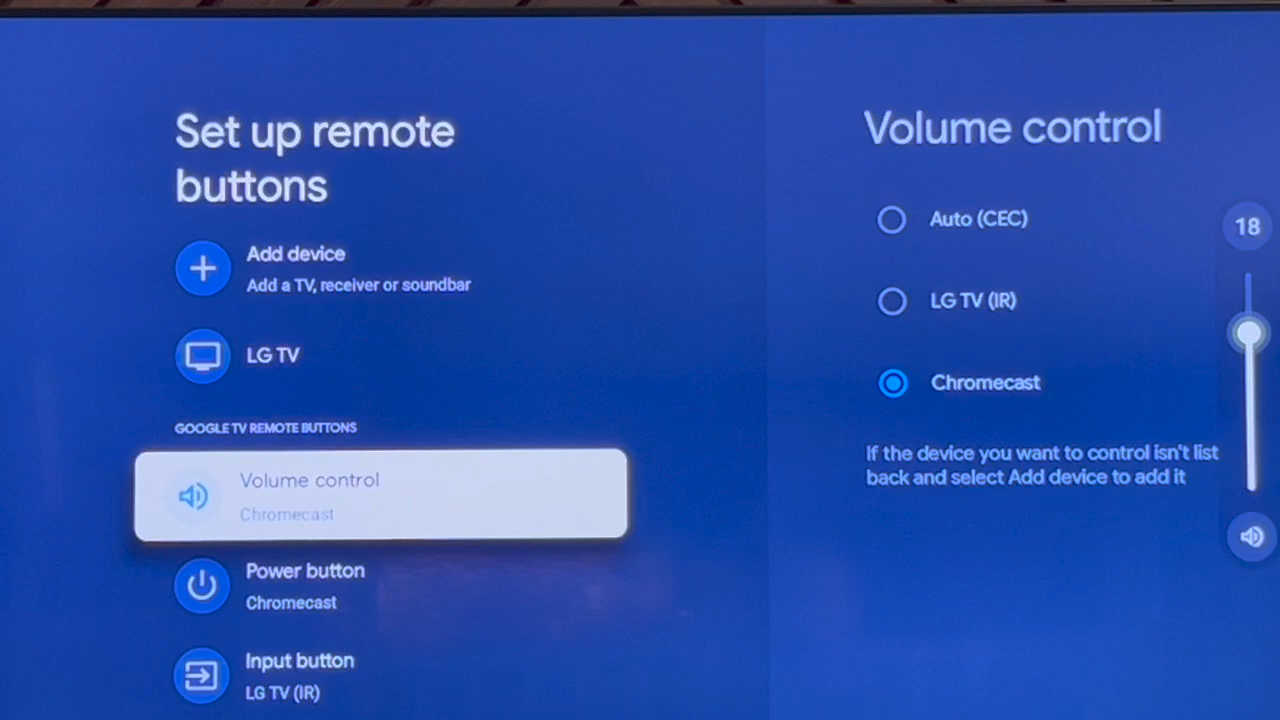 Set up remote
buttons
Add device
Add a TV, receiver or soundbar
LG TV
GOOGLE TV REMOTE BUTTONS
Volume control
Chromecast
Power button
Chromecast
Input button
LG TV (IR)
Volume control
Auto (CEC)
LG TV (IR)
Chromecast
If the device you want to control isn't list
back and select Add device to add it
18